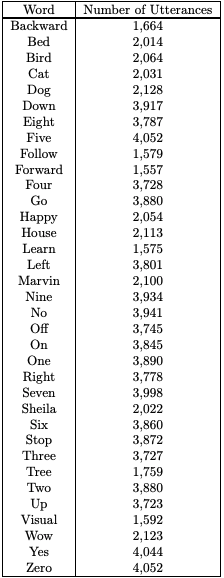 Word Number of Utterances
Backward 1,664
Bed 2,014
Bird 2,064
Cat 2,031
Dog 2,128
Down 3,917
Eight 3,787
Five 4,052
Follow 1,579
Forward 1,557
Four 3,728
Go 3,880
Happy 2,054
House 2,113
Learn 1,575
Left 3,801
Marvin 2,100
Nine 3,934
No 3,941
Off 3,745
On 3,845
One 3,890
Right 3,778
Seven 3,998
Sheila 2,022
Six 3,860
Stop 3,872
Three 3,727
Tree 1,759
Two 3,880
Up 3,723
Visual 1,592
Wow 2,123
Yes 4,044
Zero 4,052